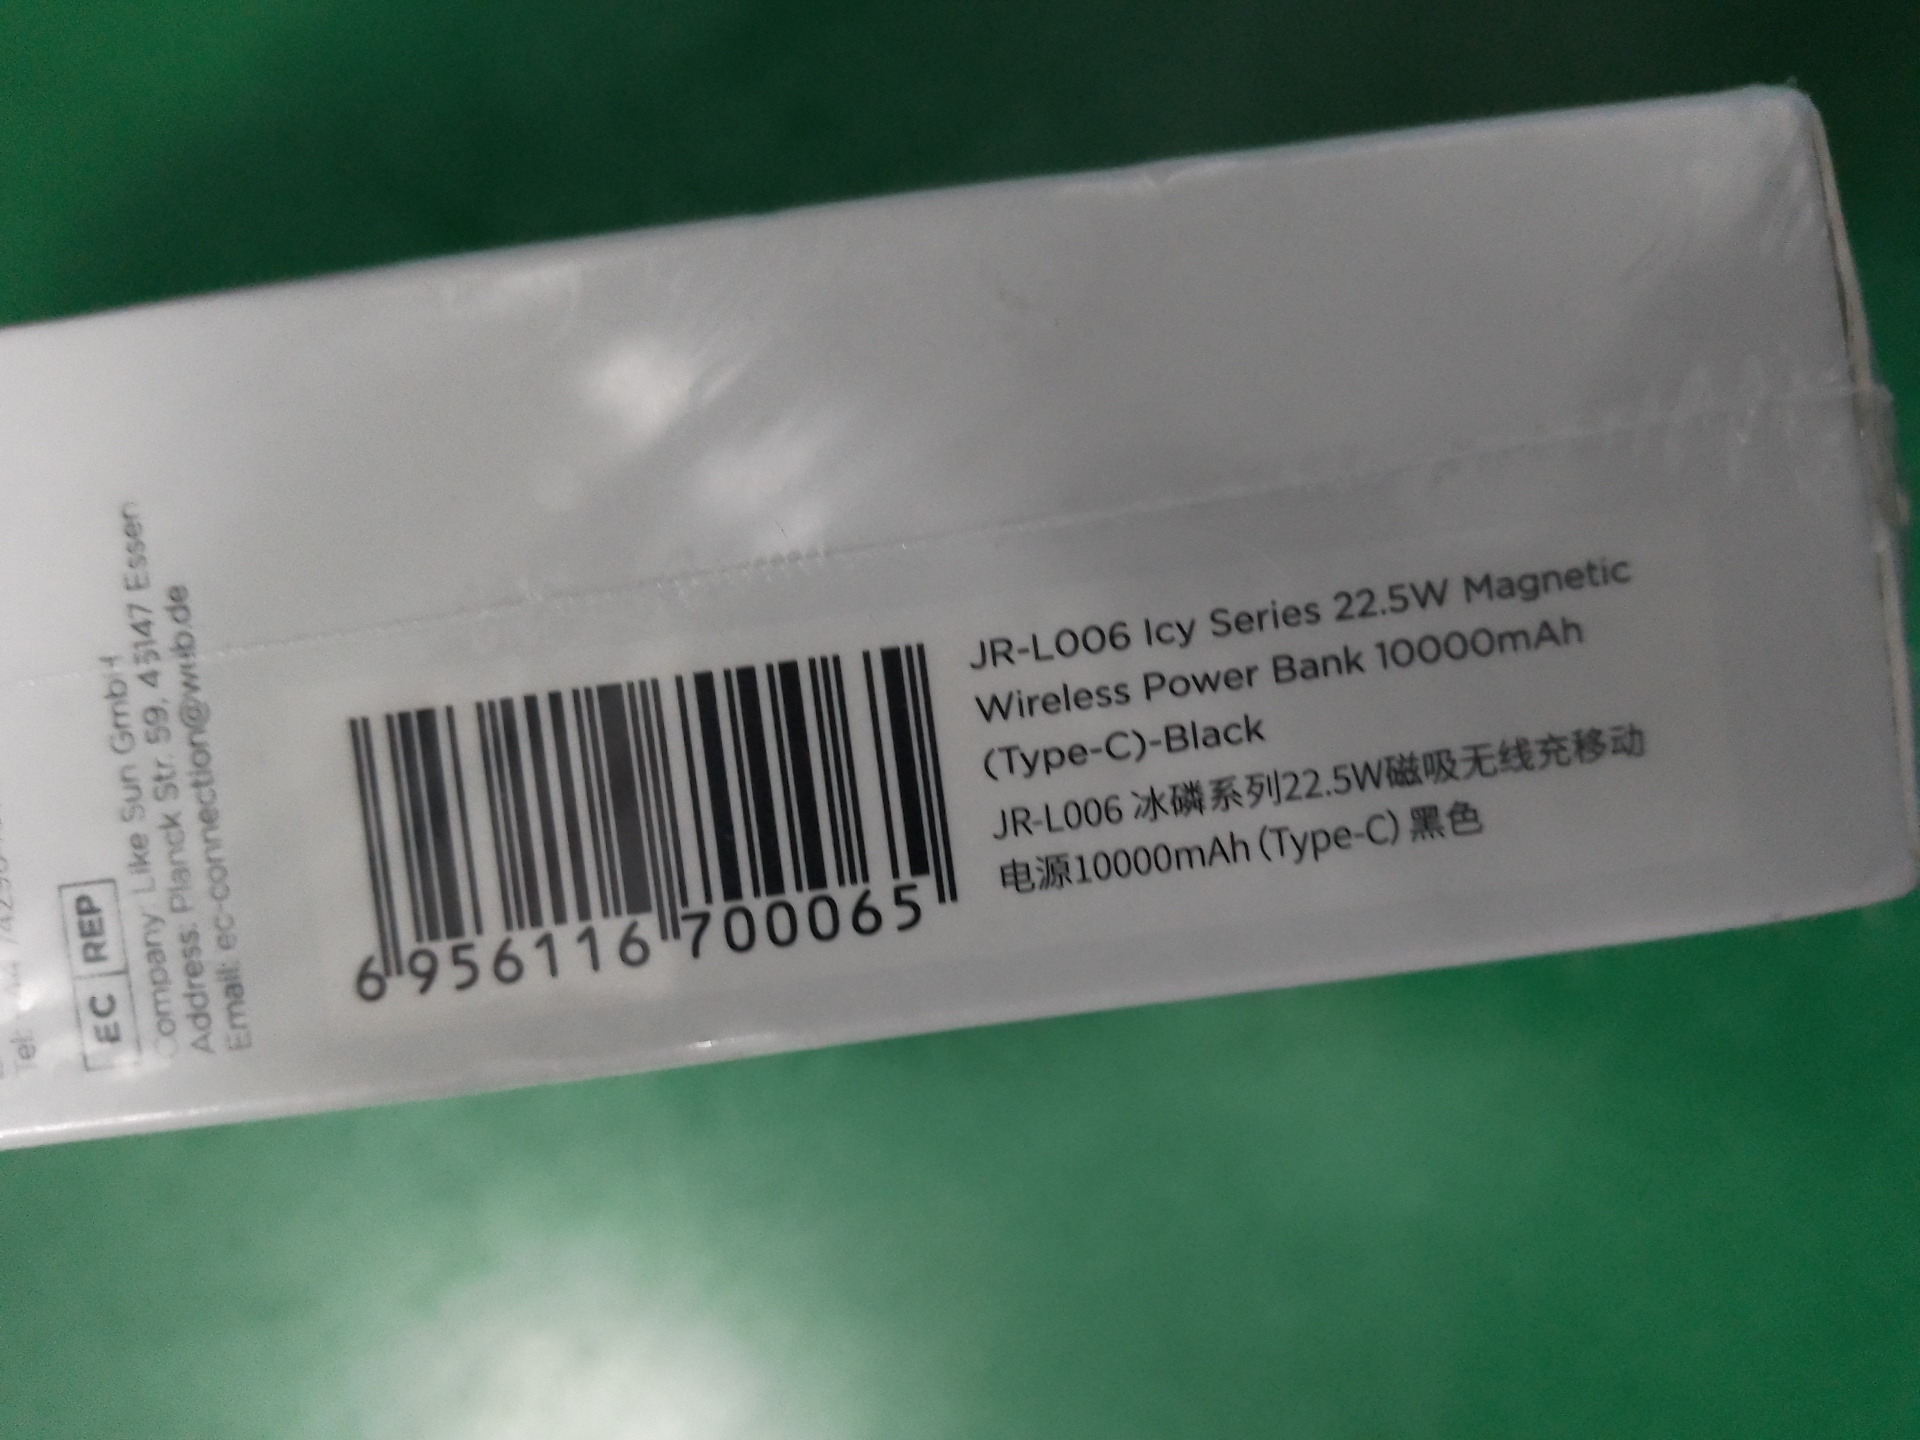 JR-L006 Icy Series 22.5W Magnetic
Wireless Power Bank 10000mAh
(Type-C)-Black
JR-L006 冰磷系列22.5W磁吸无线充移动
电源10000mAh(Type-C) 黑色
6 956116 700065
EC REP
Company: Like Sun GmbH
Address: Planck Str. 59, 45147 Essen
Email: ec-connection@web.de
Tel: